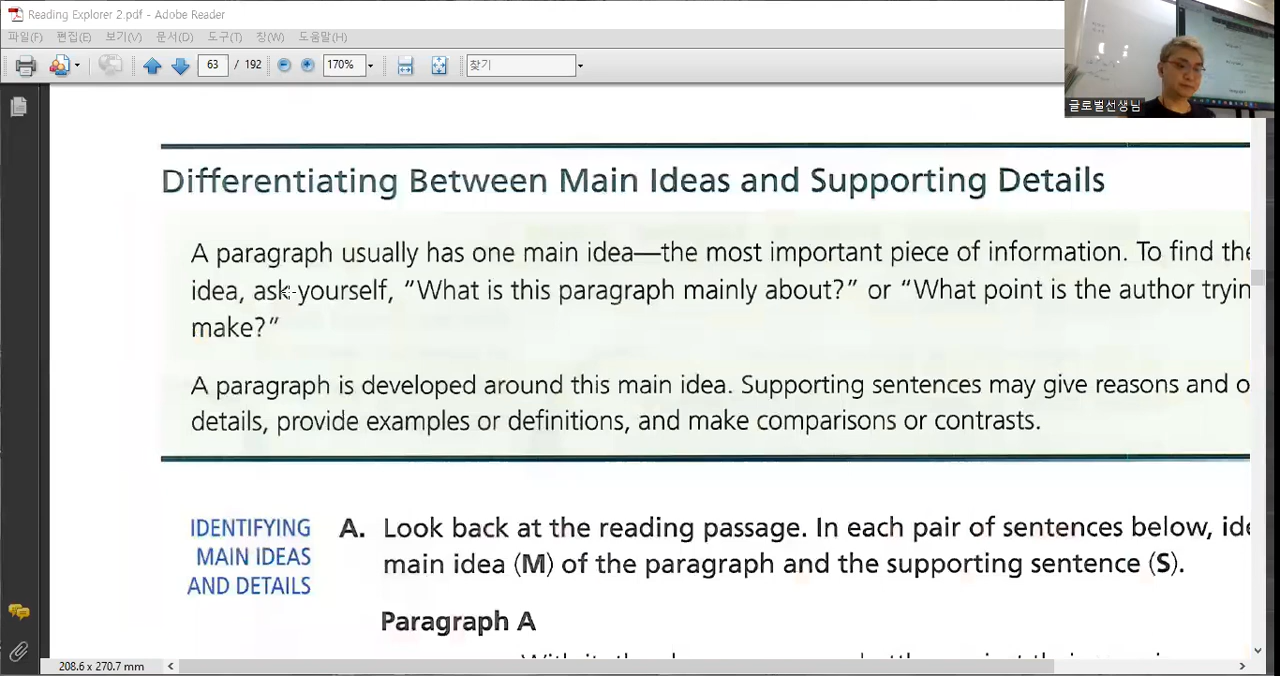 Reading Explorer 2.pdf - Adobe Reader
파일(F) 편집(E) 보기(V) 문서(D) 도구(T) 창(W) 도움말(H)
63 / 192 170% 찾기
글로벌선생님
Differentiating Between Main Ideas and Supporting Details
A paragraph usually has one main idea—the most important piece of information. To find the
idea, ask yourself, “What is this paragraph mainly about?” or “What point is the author tryin
make?”
A paragraph is developed around this main idea. Supporting sentences may give reasons and o
details, provide examples or definitions, and make comparisons or contrasts.
IDENTIFYING
MAIN IDEAS
AND DETAILS
A. Look back at the reading passage. In each pair of sentences below, ide
main idea (M) of the paragraph and the supporting sentence (S).
Paragraph A
208.6 x 270.7 mm